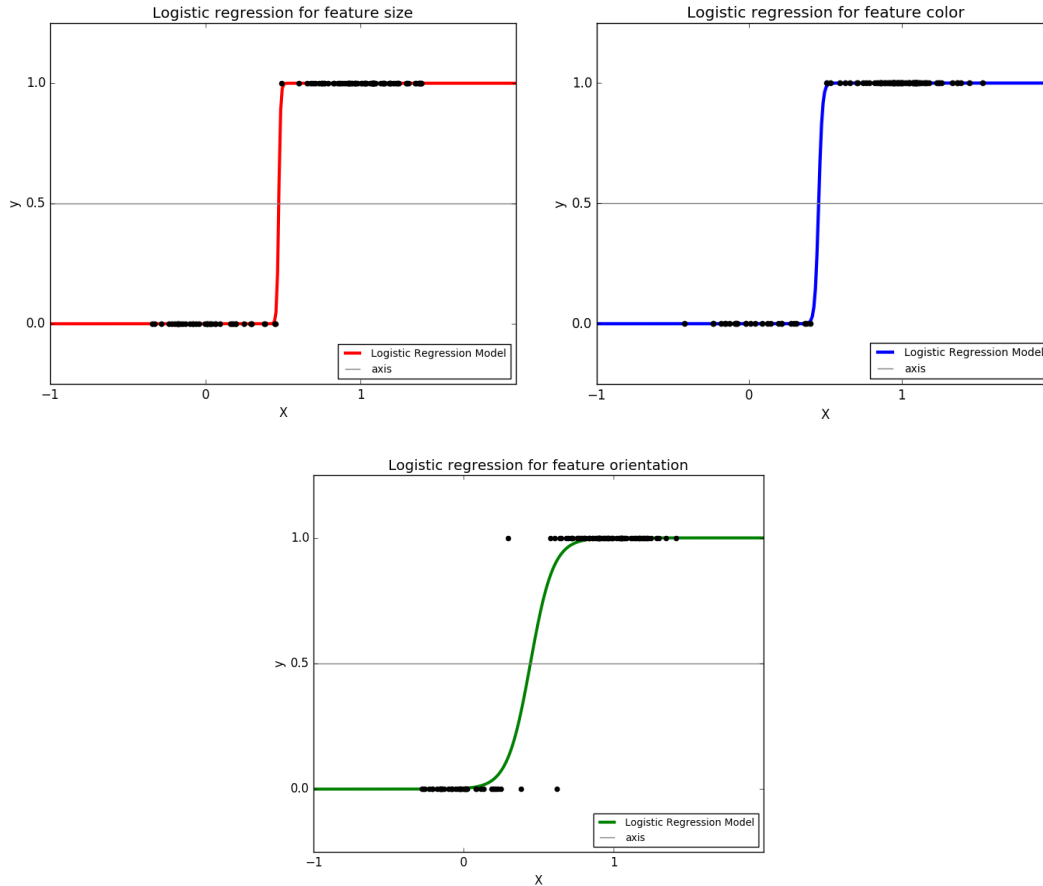 Logistic regression for feature size
1.0
0.5
0.0
y
-1
0
1
X
Logistic Regression Model
axis
Logistic regression for feature color
1.0
0.5
0.0
y
-1
0
1
X
Logistic Regression Model
axis
Logistic regression for feature orientation
1.0
0.5
0.0
y
-1
0
1
X
Logistic Regression Model
axis